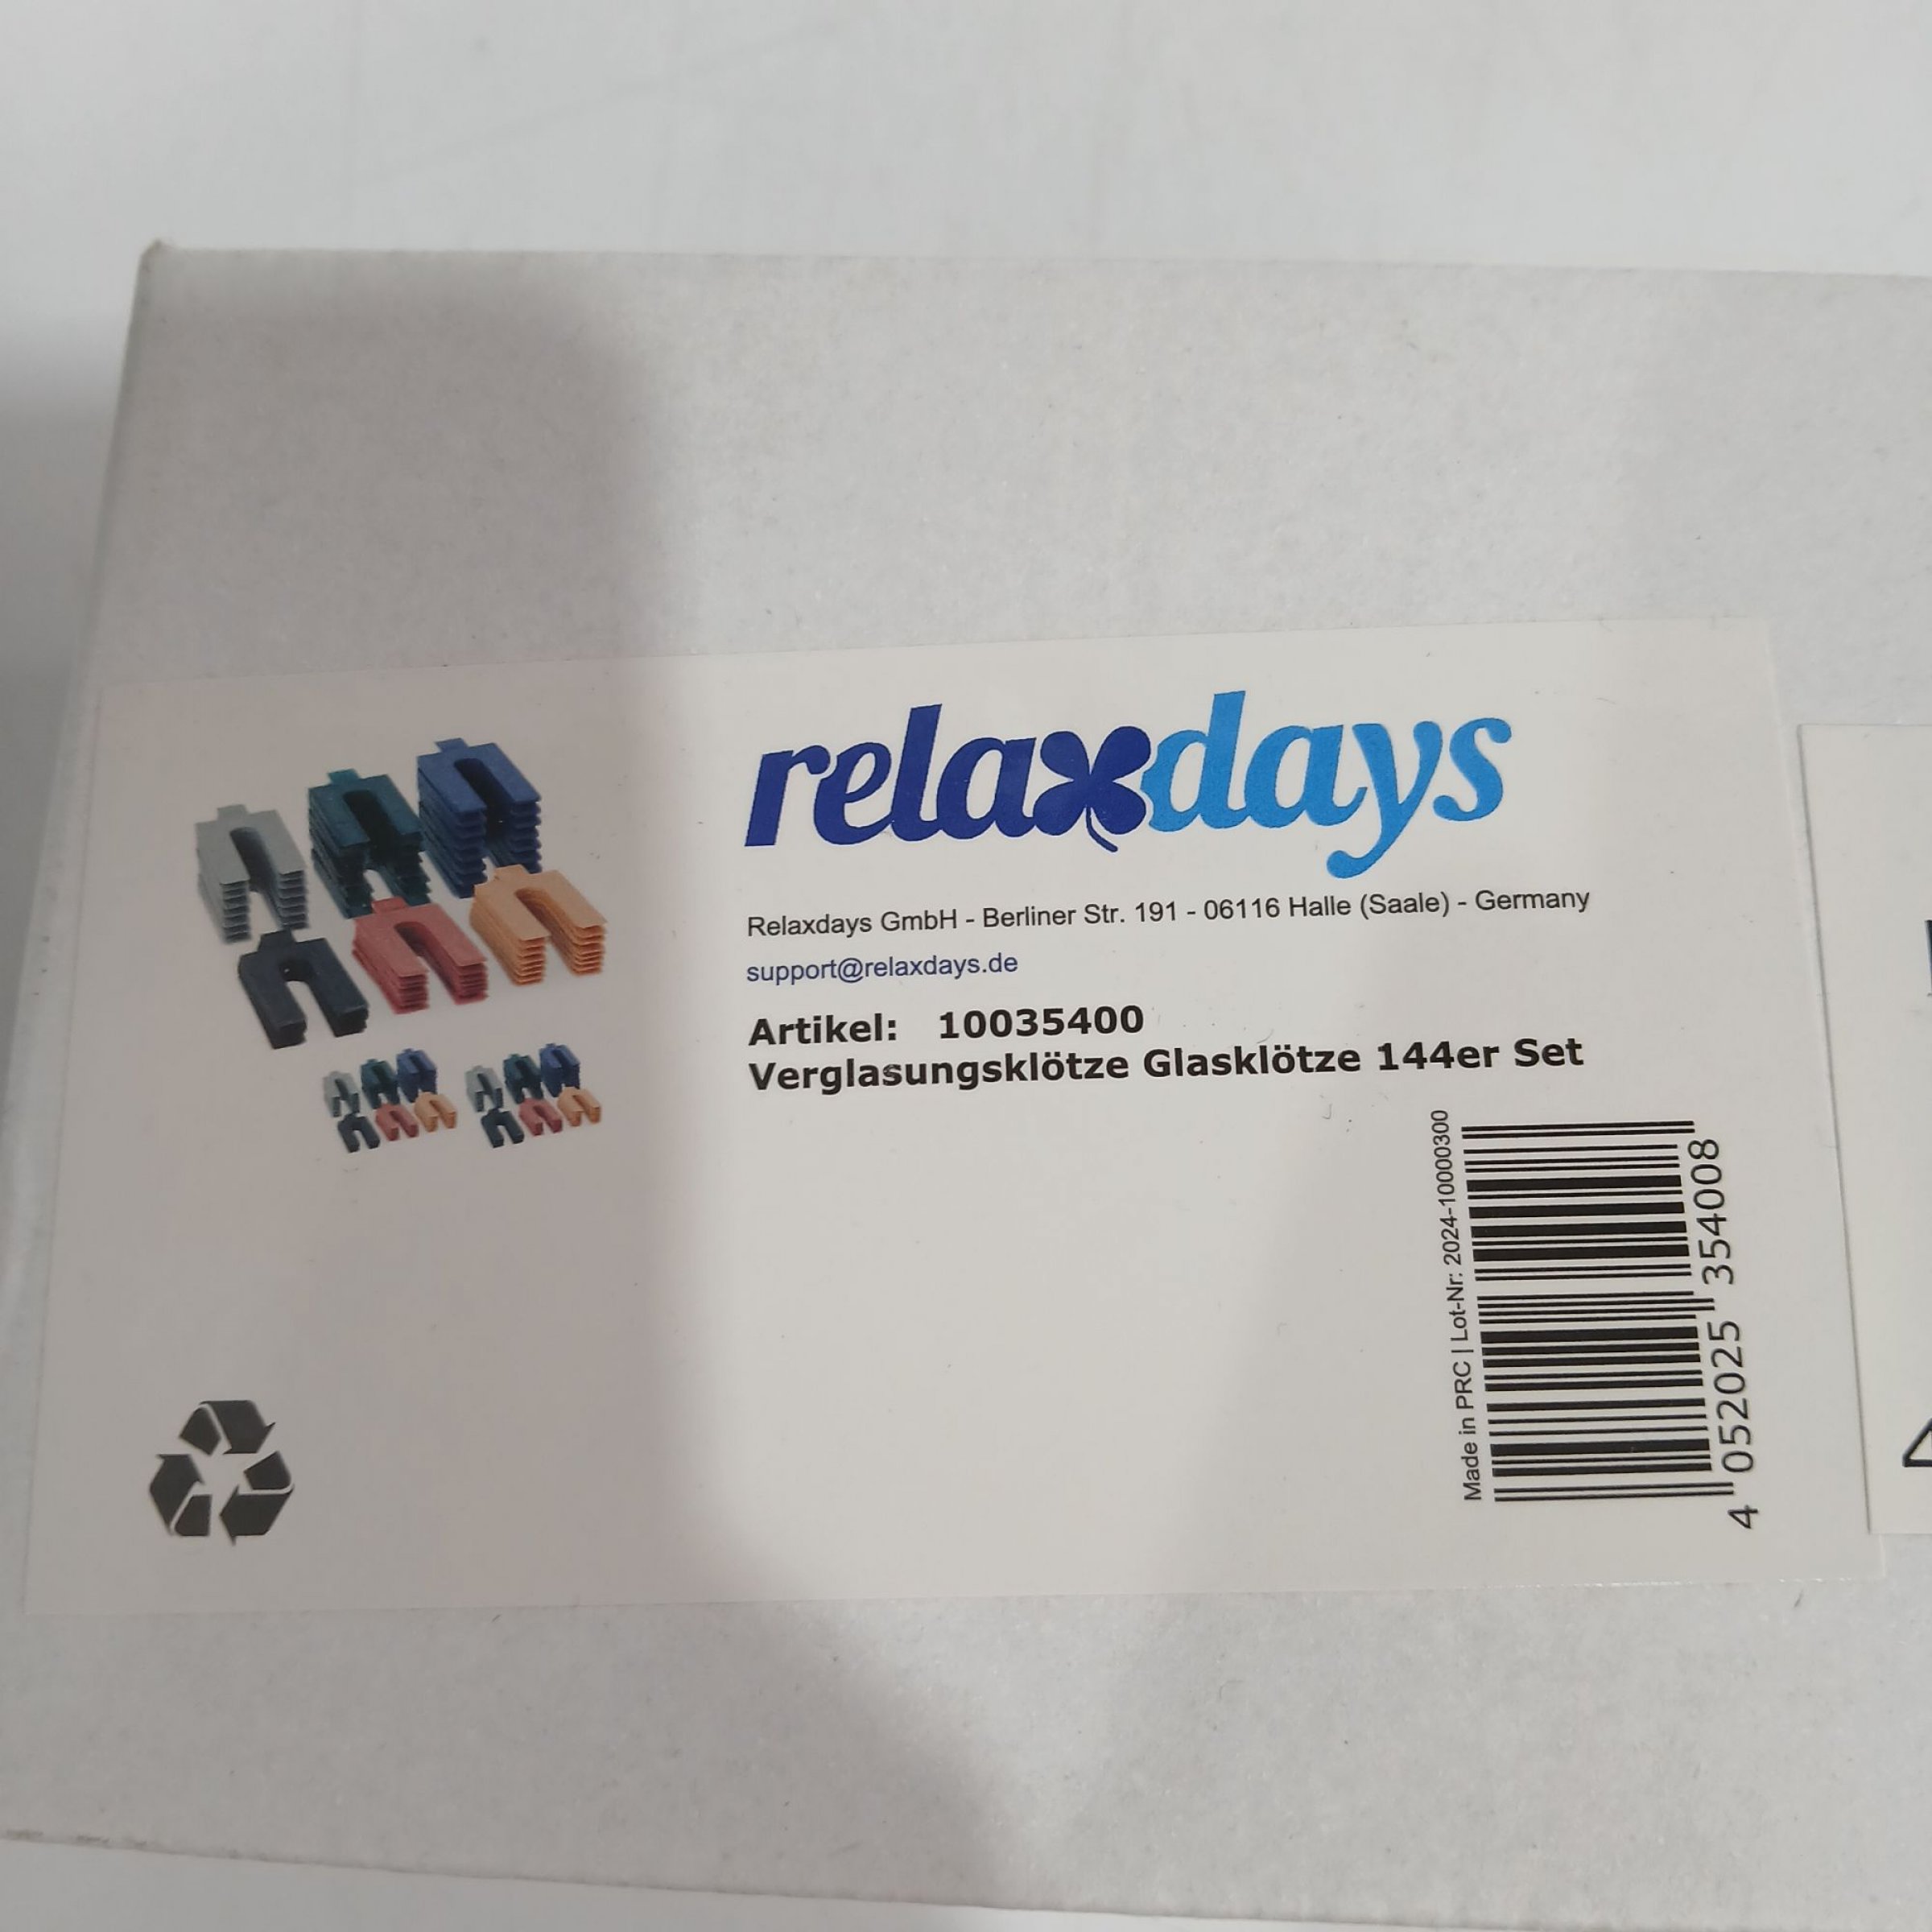 relaxdays
Relaxdays GmbH - Berliner Str. 191 - 06116 Halle (Saale) - Germany
support@relaxdays.de
Artikel: 10035400
Verglasungsklötze Glasklötze 144er Set
Made in PRC | Lot-Nr: 2024-10000300
4 052025 354008